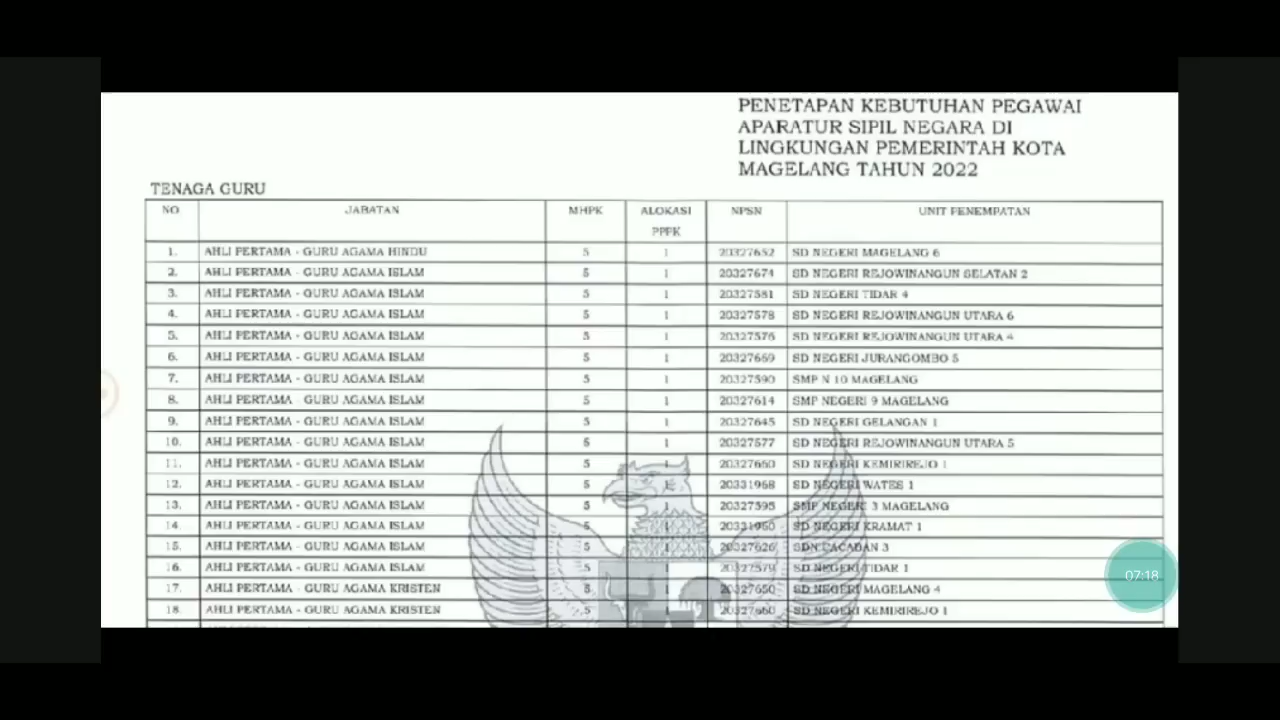 PENETAPAN KEBUTUHAN PEGAWAI
APARATUR SIPIL NEGARA DI
LINGKUNGAN PEMERINTAH KOTA
MAGELANG TAHUN 2022
TENAGA GURU
NO JABATAN MHPK ALOKASI PPPK NPSN UNIT PENEMPATAN
1. AHLI PERTAMA - GURU AGAMA HINDU 5 1 20327652 SD NEGERI MAGELANG 6
2. AHLI PERTAMA - GURU AGAMA ISLAM 5 1 20327674 SD NEGERI REJOWINANGUN SELATAN 2
3. AHLI PERTAMA - GURU AGAMA ISLAM 5 1 20327581 SD NEGERI TIDAR 4
4. AHLI PERTAMA - GURU AGAMA ISLAM 5 1 20327578 SD NEGERI REJOWINANGUN UTARA 6
5. AHLI PERTAMA - GURU AGAMA ISLAM 5 1 20327576 SD NEGERI REJOWINANGUN UTARA 4
6. AHLI PERTAMA - GURU AGAMA ISLAM 5 1 20327669 SD NEGERI JURANGOMBO 5
7. AHLI PERTAMA - GURU AGAMA ISLAM 5 1 20327590 SMP N 10 MAGELANG
8. AHLI PERTAMA - GURU AGAMA ISLAM 5 1 20327614 SMP NEGERI 9 MAGELANG
9. AHLI PERTAMA - GURU AGAMA ISLAM 5 1 20327645 SD NEGERI GELANGAN 1
10. AHLI PERTAMA - GURU AGAMA ISLAM 5 1 20327577 SD NEGERI REJOWINANGUN UTARA 5
11. AHLI PERTAMA - GURU AGAMA ISLAM 5 1 20327660 SD NEGERI KEMIRIREJO 1
12. AHLI PERTAMA - GURU AGAMA ISLAM 5 1 20331968 SD NEGERI WATES 1
13. AHLI PERTAMA - GURU AGAMA ISLAM 5 1 20327595 SMP NEGERI 3 MAGELANG
14. AHLI PERTAMA - GURU AGAMA ISLAM 5 1 SD NEGERI KRAMAT 1
15. AHLI PERTAMA - GURU AGAMA ISLAM 5 1 20327626 SDN CACABAN 3
16. AHLI PERTAMA - GURU AGAMA ISLAM 5 1 20327579 SD NEGERI TIDAR 1
17. AHLI PERTAMA - GURU AGAMA KRISTEN 5 1 20327650 SD NEGERI MAGELANG 4
18 AHLI PERTAMA - GURU AGAMA KRISTEN 5 20327660 SD NEGERI KEMIRIREJO 1
07:18